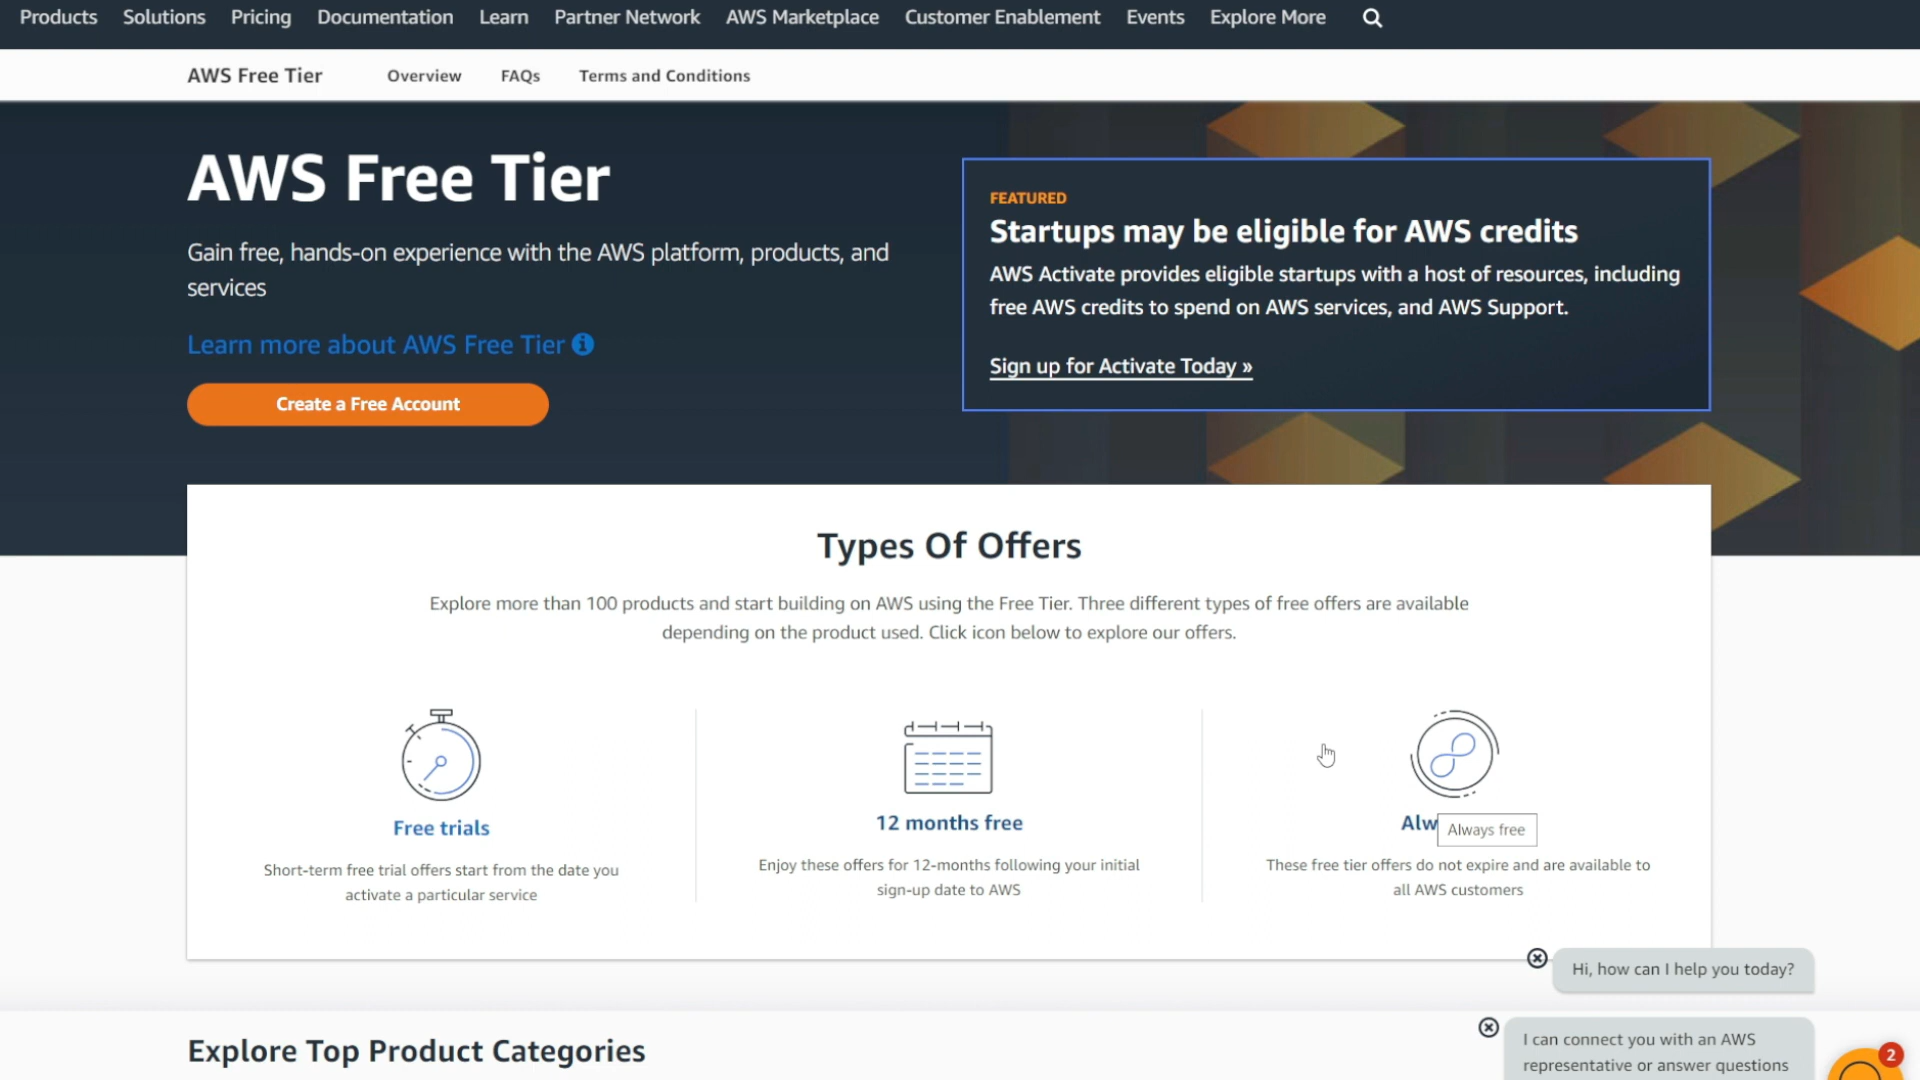 Products Solutions Pricing Documentation Learn Partner Network AWS Marketplace Customer Enablement Events Explore More
AWS Free Tier Overview FAQs Terms and Conditions
AWS Free Tier
Gain free, hands-on experience with the AWS platform, products, and
services
Learn more about AWS Free Tier
Create a Free Account
FEATURED
Startups may be eligible for AWS credits
AWS Activate provides eligible startups with a host of resources, including
free AWS credits to spend on AWS services, and AWS Support.
Sign up for Activate Today »
Types Of Offers
Explore more than 100 products and start building on AWS using the Free Tier. Three different types of free offers are available
depending on the product used. Click icon below to explore our offers.
Free trials
Short-term free trial offers start from the date you
activate a particular service
12 months free
Enjoy these offers for 12-months following your initial
sign-up date to AWS
Alw
Always free
These free tier offers do not expire and are available to
all AWS customers
Hi, how can I help you today?
Explore Top Product Categories
I can connect you with an AWS
representative or answer questions
2